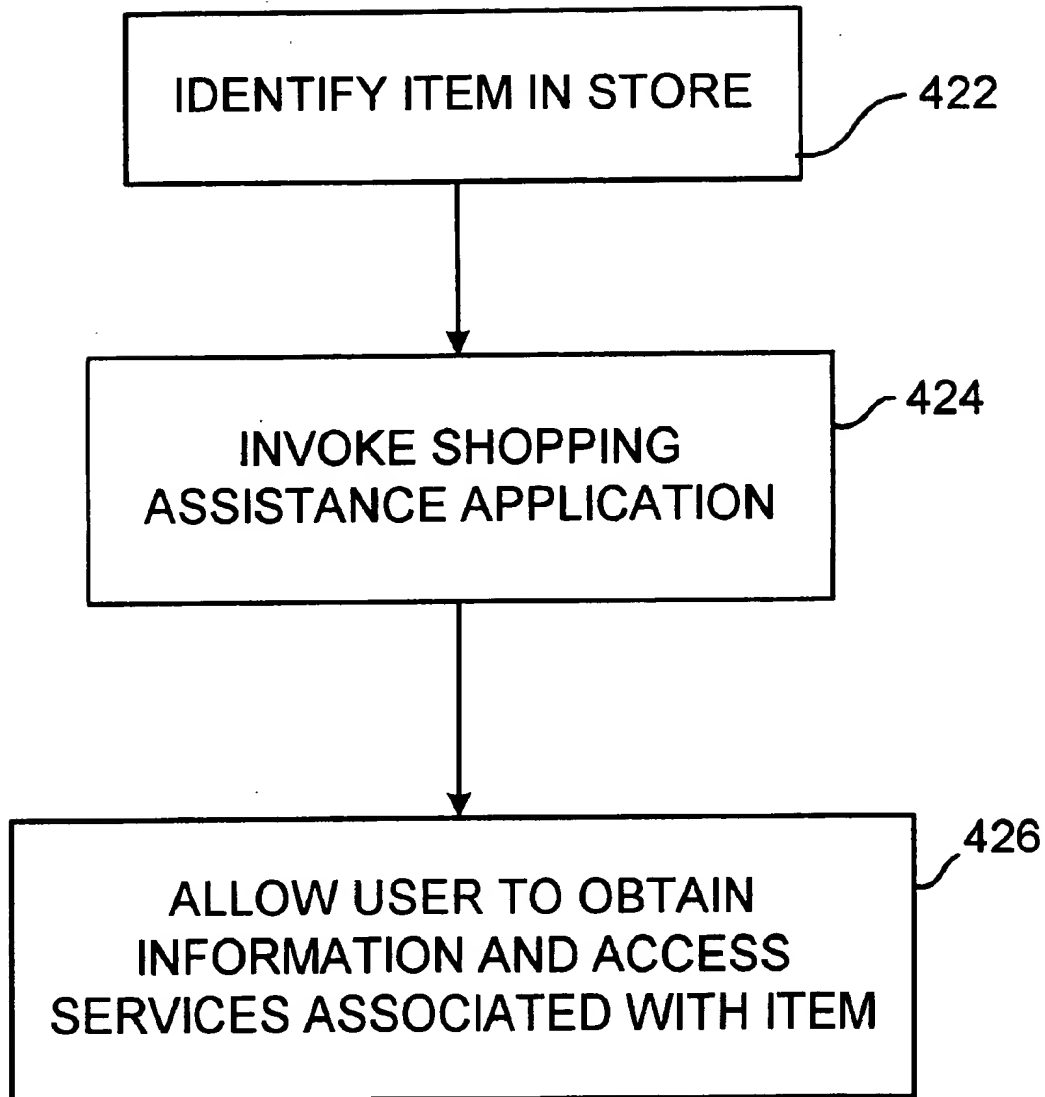 IDENTIFY ITEM IN STORE
422
INVOKE SHOPPING
ASSISTANCE APPLICATION
424
ALLOW USER TO OBTAIN
INFORMATION AND ACCESS
SERVICES ASSOCIATED WITH ITEM
426